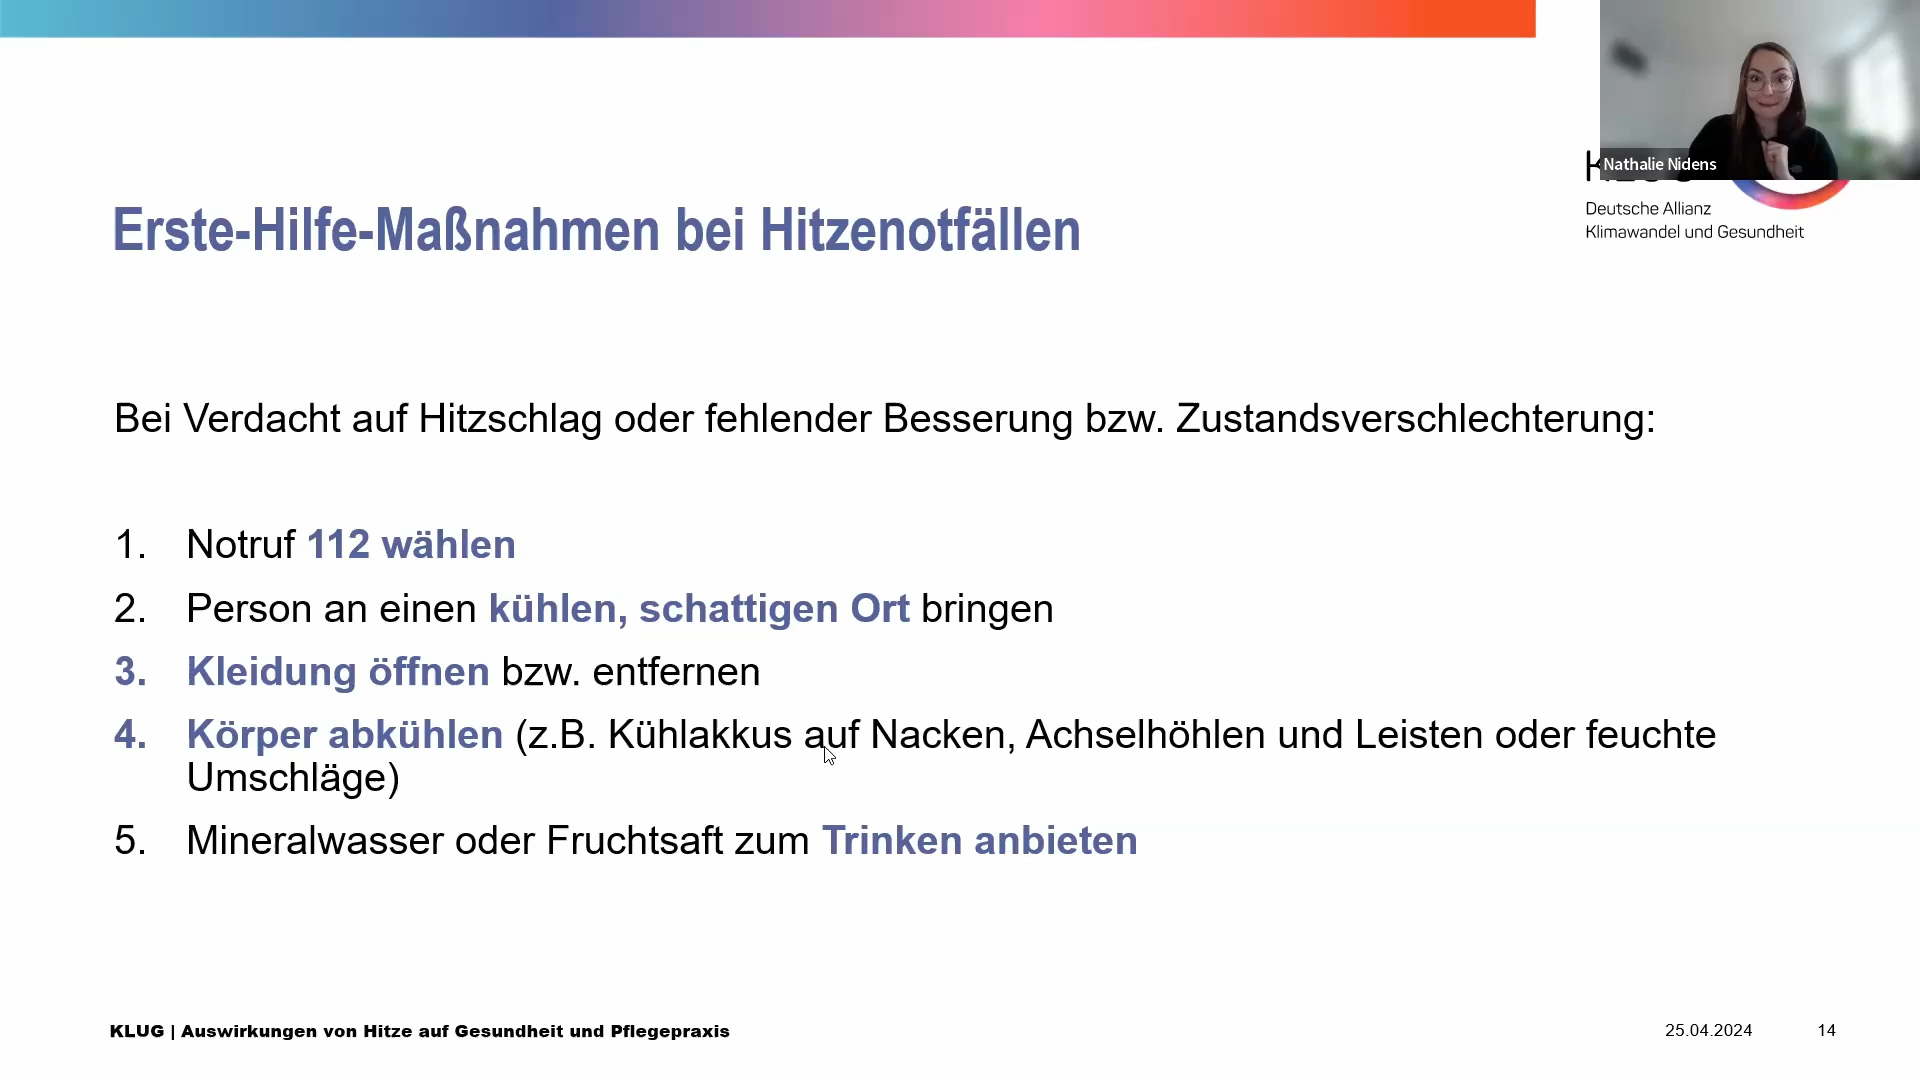 Nathalie Nidens
Deutsche Allianz
Klimawandel und Gesundheit
Erste-Hilfe-Maßnahmen bei Hitzenotfällen
Bei Verdacht auf Hitzschlag oder fehlender Besserung bzw. Zustandsverschlechterung:
1. Notruf 112 wählen
2. Person an einen kühlen, schattigen Ort bringen
3. Kleidung öffnen bzw. entfernen
4. Körper abkühlen (z.B. Kühlakkus auf Nacken, Achselhöhlen und Leisten oder feuchte
Umschläge)
5. Mineralwasser oder Fruchtsaft zum Trinken anbieten
KLUG | Auswirkungen von Hitze auf Gesundheit und Pflegepraxis
25.04.2024
14